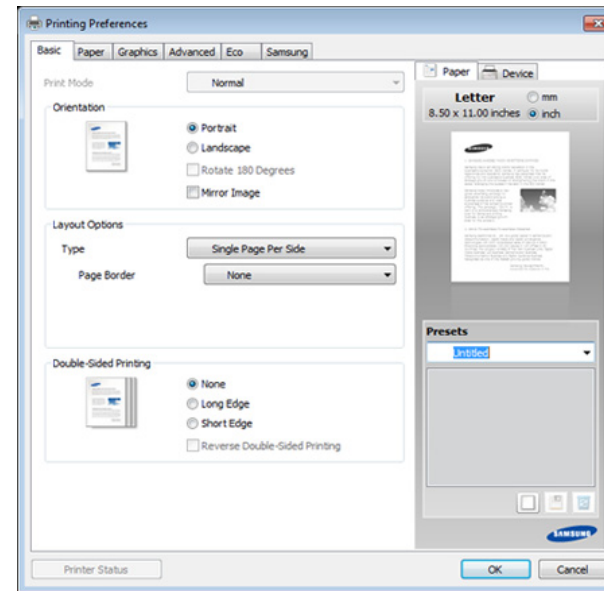 Printing Preferences
Basic Paper Graphics Advanced Eco Samsung
Print Mode Normal
Orientation
Portrait
Landscape
Rotate 180 Degrees
Mirror Image
Layout Options
Type Single Page Per Side
Page Border None
Double-Sided Printing
None
Long Edge
Short Edge
Reverse Double-Sided Printing
Paper Device
Letter mm
8.50 x 11.00 inches inch
Presets
Untitled
SAMSUNG
Printer Status OK Cancel